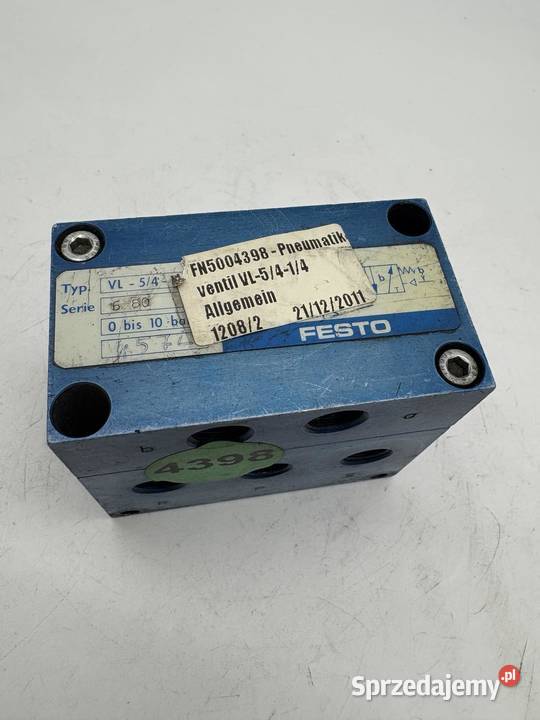 FN5004398-Pneumatik
ventil VL-5/4-1/4
Allgemein
1208/2 21/12/2011
Typ. VL - 5/4
Serie 6 80
0 bis 10 ba
FESTO
b
b
b a
4398
Sprzedajemy.pl